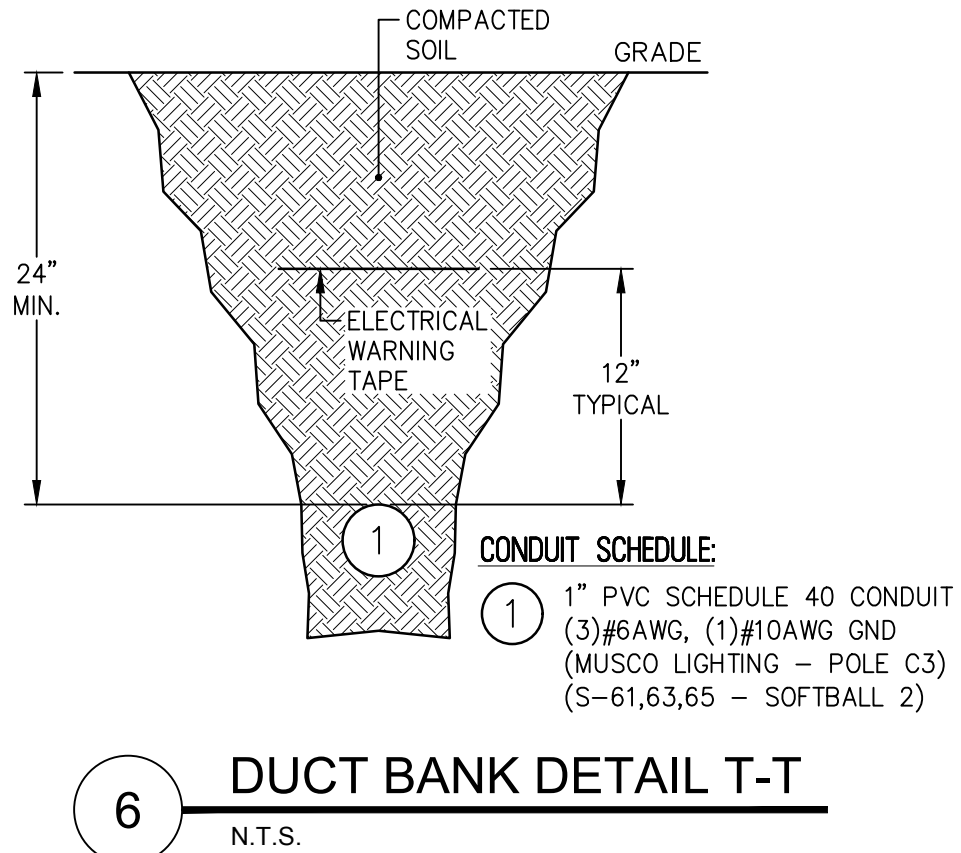 COMPACTED
SOIL
GRADE
24”
MIN.
ELECTRICAL
WARNING
TAPE
12”
TYPICAL
1
CONDUIT SCHEDULE:
1
1” PVC SCHEDULE 40 CONDUIT
(3)#6AWG, (1)#10AWG GND
(MUSCO LIGHTING – POLE C3)
(S–61,63,65 – SOFTBALL 2)
6
DUCT BANK DETAIL T-T
N.T.S.